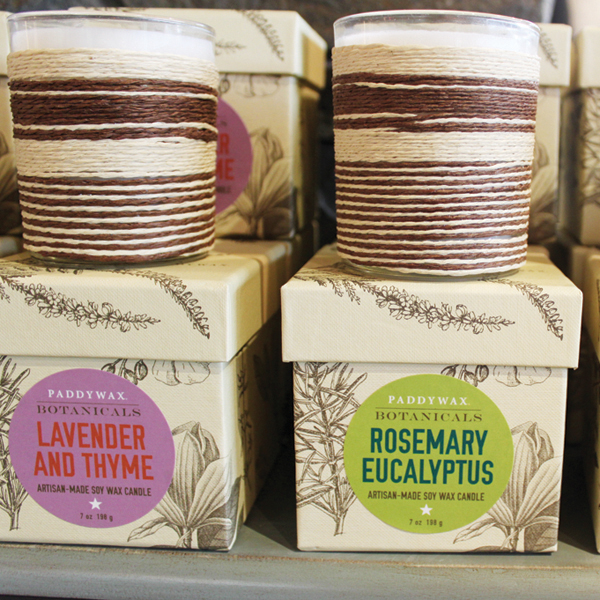 PADDYWAX
BOTANICALS
LAVENDER
AND THYME
ARTISAN-MADE SOY WAX CANDLE
7 oz 198 g
PADDYWAX
BOTANICALS
ROSEMARY
EUCALYPTUS
ARTISAN-MADE SOY WAX CANDLE
7 oz 198 g